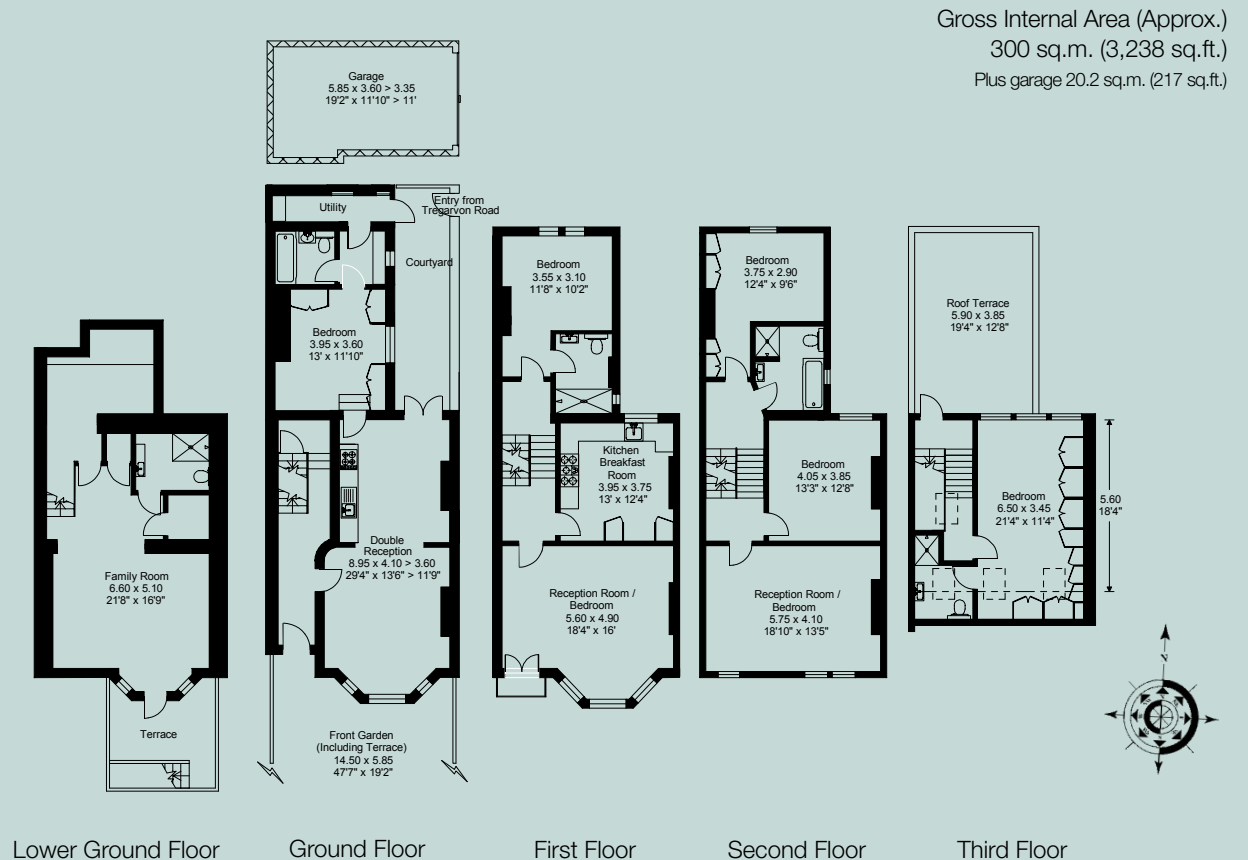 Gross Internal Area (Approx.)
300 sq.m. (3,238 sq.ft.)
Plus garage 20.2 sq.m. (217 sq.ft.)
Garage
5.85 x 3.60 > 3.35
19'2" x 11'10" > 11'
Utility
Entry from
Tregarvon Road
Courtyard
Bedroom
3.95 x 3.60
13' x 11'10"
Double
Reception
8.95 x 4.10 > 3.60
29'4" x 13'6" > 11'9"
Front Garden
(Including Terrace)
14.50 x 5.85
47'7" x 19'2"
Family Room
6.60 x 5.10
21'8" x 16'9"
Terrace
Bedroom
3.55 x 3.10
11'8" x 10'2"
Kitchen
Breakfast
Room
3.95 x 3.75
13' x 12'4"
Reception Room /
Bedroom
5.60 x 4.90
18'4" x 16'
Bedroom
3.75 x 2.90
12'4" x 9'6"
Bedroom
4.05 x 3.85
13'3" x 12'8"
Reception Room /
Bedroom
5.75 x 4.10
18'10" x 13'5"
Roof Terrace
5.90 x 3.85
19'4" x 12'8"
Bedroom
6.50 x 3.45
21'4" x 11'4"
5.60
18'4"
N
Lower Ground Floor
Ground Floor
First Floor
Second Floor
Third Floor